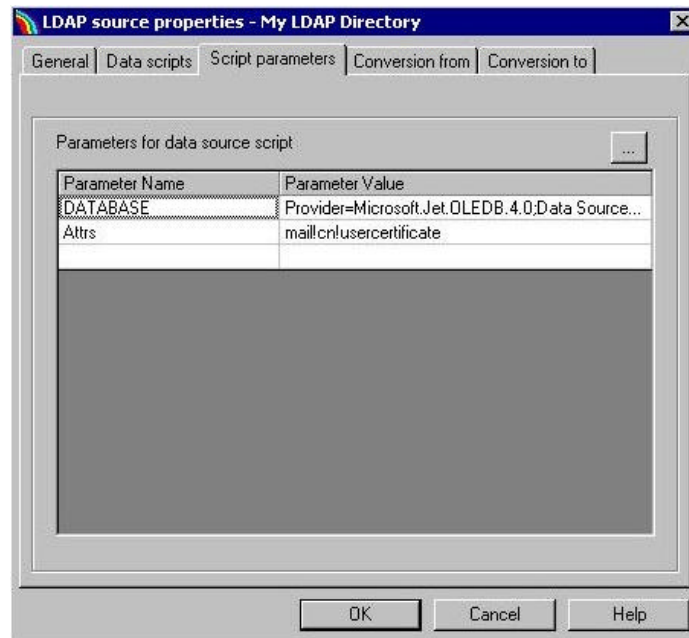 LDAP source properties - My LDAP Directory
General Data scripts Script parameters Conversion from Conversion to
Parameters for data source script ...
Parameter Name Parameter Value
DATABASE Provider=Microsoft.Jet.OLEDB.4.0;Data Source...
Attrs mail!cn!usercertificate
OK Cancel Help